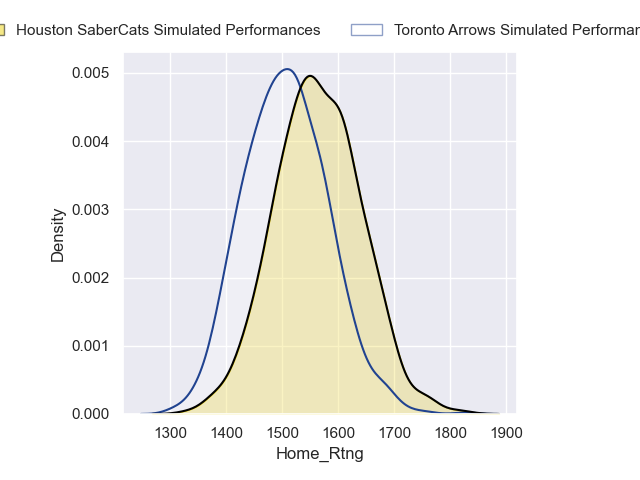 Houston SaberCats Simulated Performances
Toronto Arrows Simulated
0.005
0.004
0.003
0.002
0.001
0.000
Density
1300 1400 1500 1600 1700 1800 1900
Home_Rtng